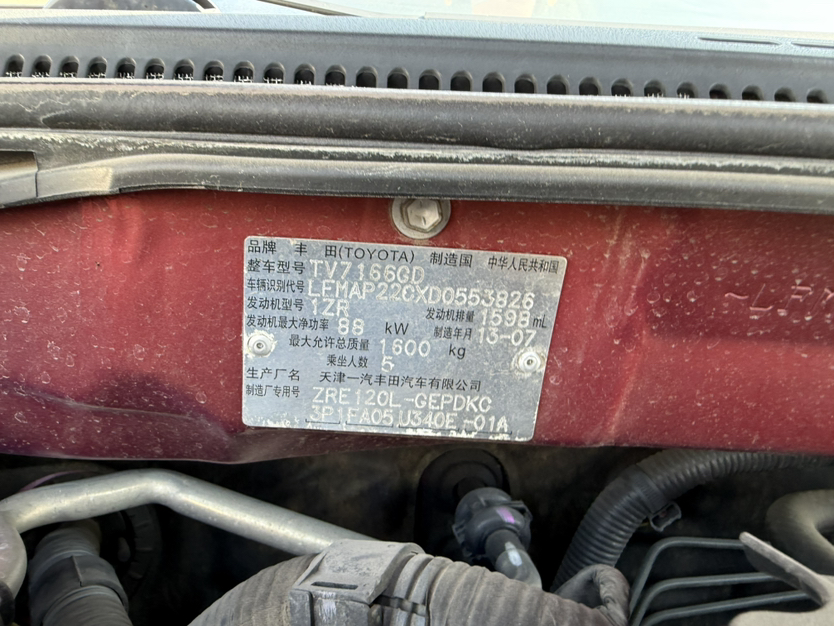 品牌 丰 田(TOYOTA) 制造国 中华人民共和国
整车型号 TV7166GD
车辆识别代号 LFMAP22CXD0553826
发动机型号 1ZR 发动机排量 1598 mL
发动机最大净功率 88 kW 制造年月 13-07
最大允许总质量 1600 kg
乘坐人数 5
生产厂名 天津一汽丰田汽车有限公司
制造厂专用号 ZRE120L-GEPDKC
3P1FA05 U340E -01A